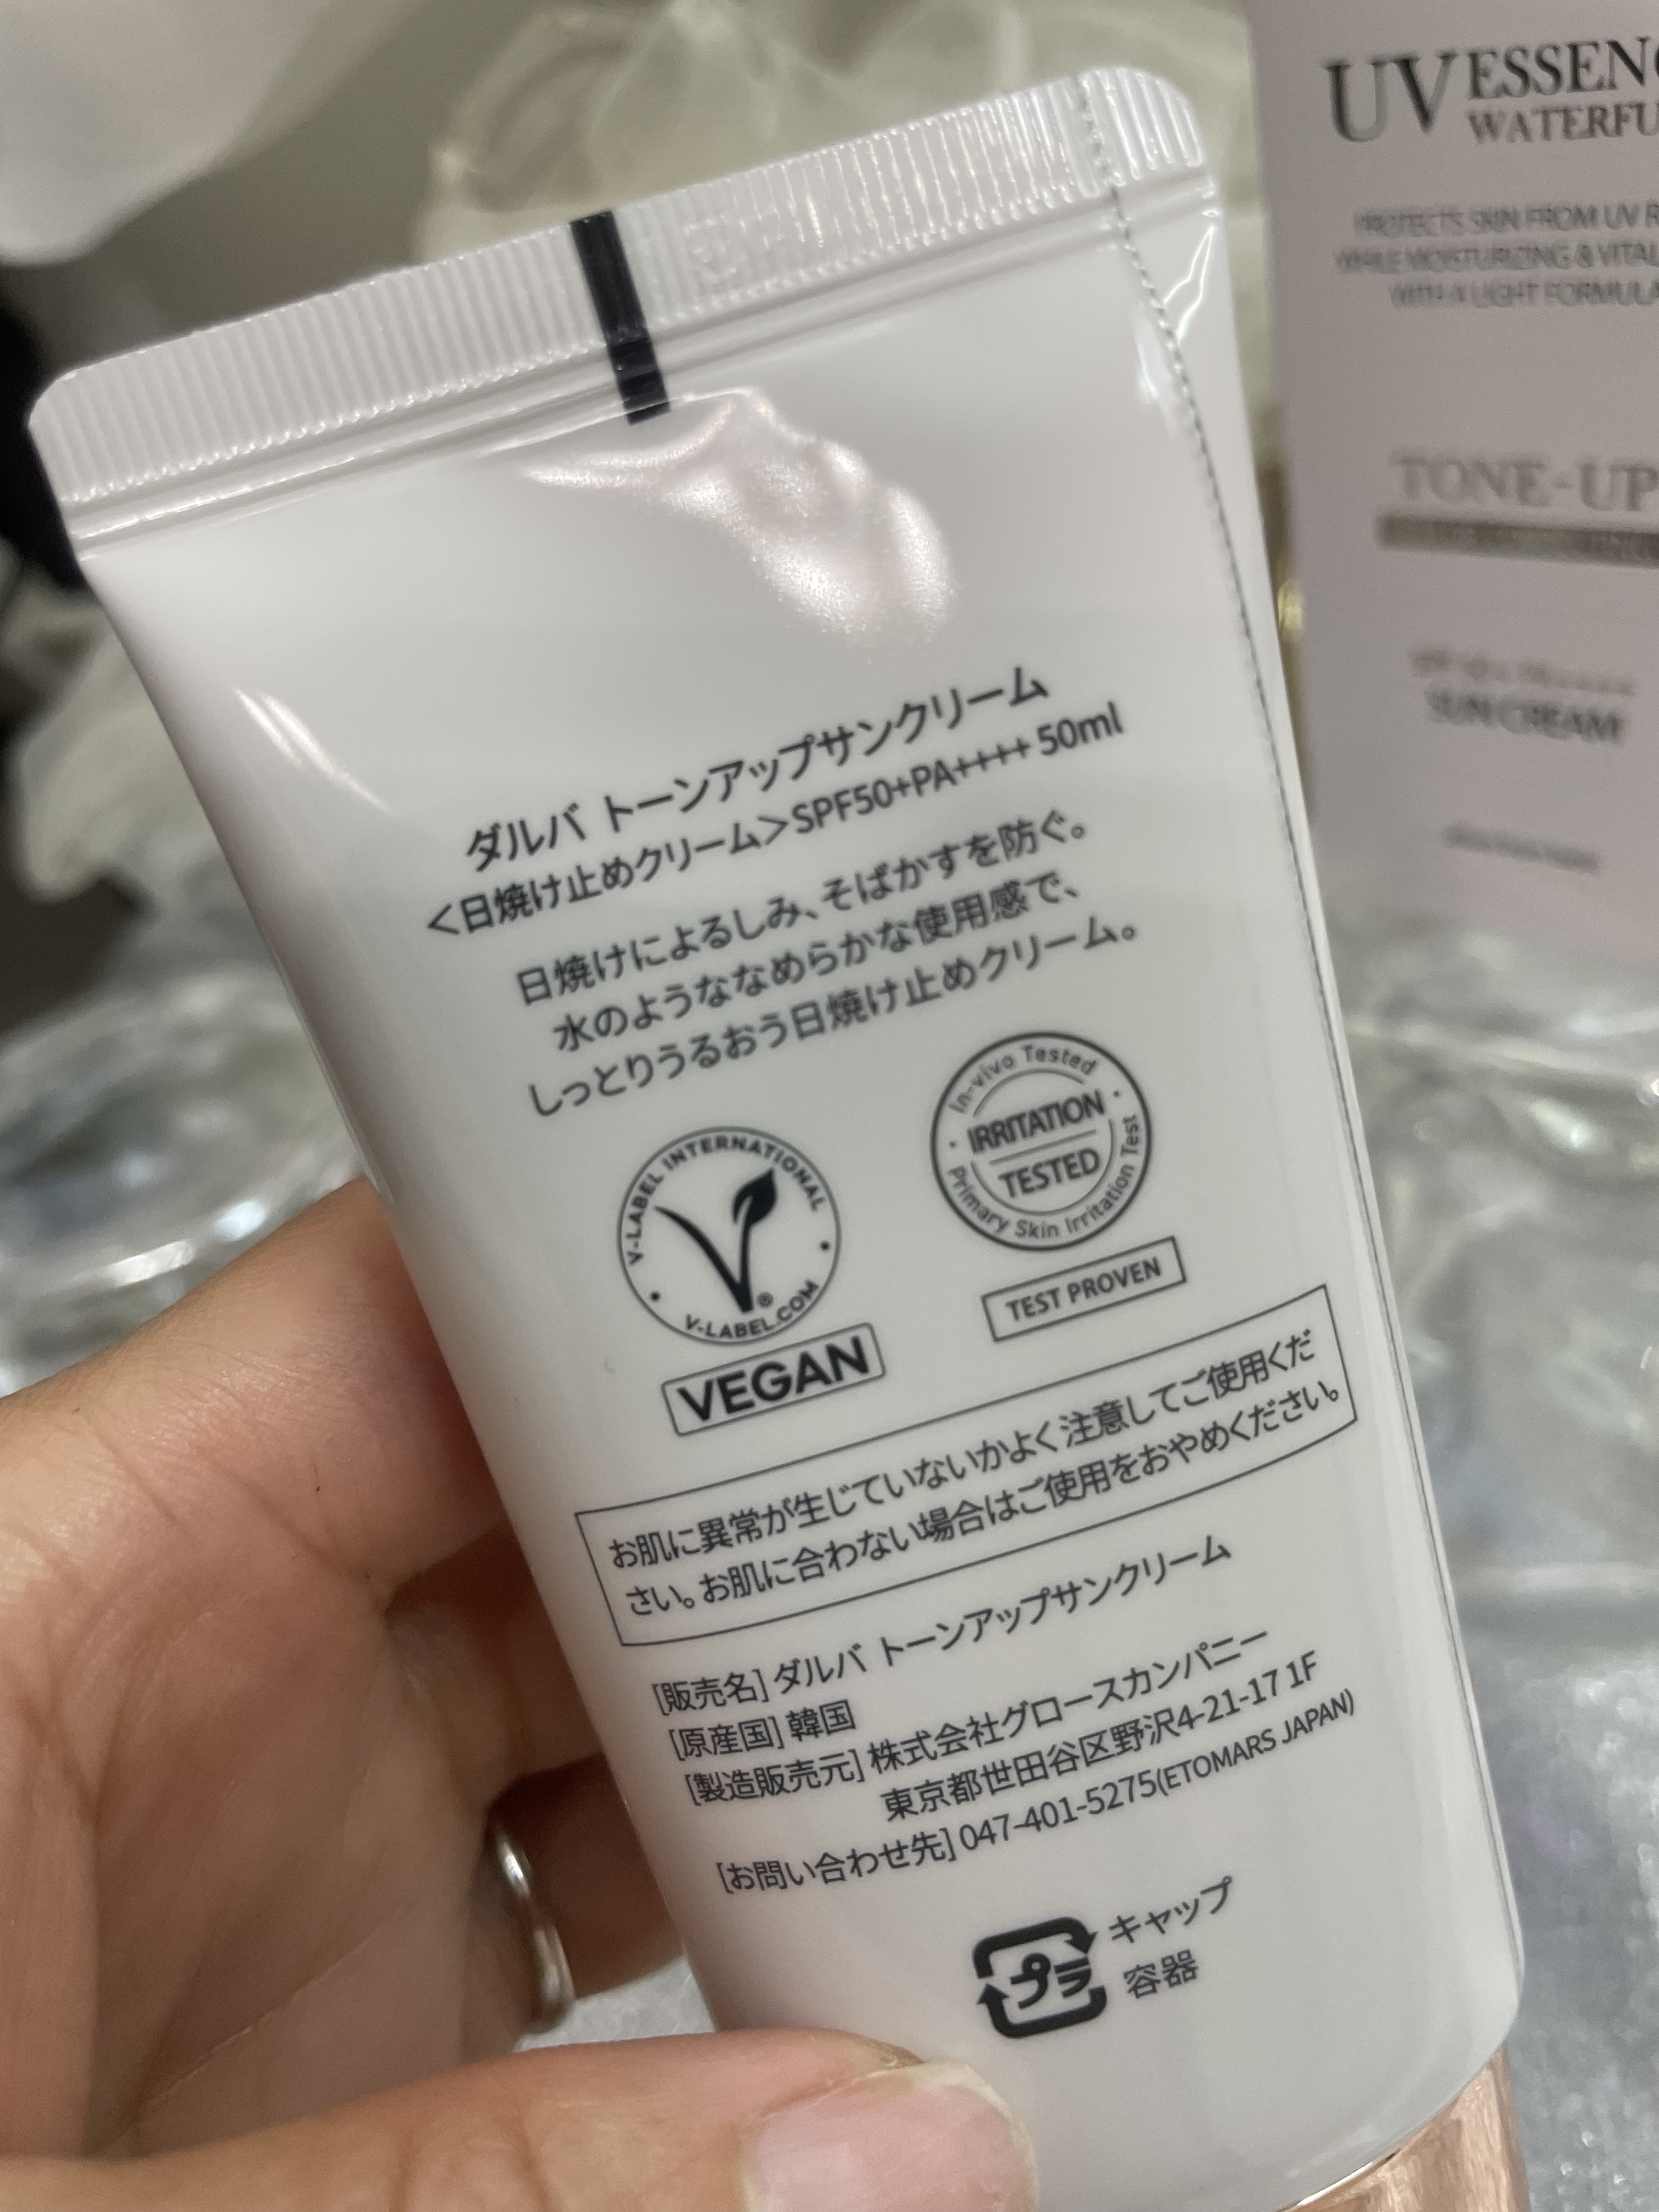 ダルバ トーンアップサンクリーム
<日焼け止めクリーム>SPF50+PA++++ 50ml
日焼けによるしみ、そばかすを防ぐ。
水のようななめらかな使用感で、
しっとりうるおう日焼け止めクリーム。
V-LABEL INTERNATIONAL
V-LABEL.COM
VEGAN
In-vivo Tested
IRRITATION
TESTED
Primary Skin Irritation Test
TEST PROVEN
お肌に異常が生じていないかよく注意してご使用くだ
さい。お肌に合わない場合はご使用をおやめください。
[販売名] ダルバ トーンアップサンクリーム
[原産国] 韓国
[製造販売元] 株式会社グロースカンパニー
東京都世田谷区野沢4-21-17 1F
[お問い合わせ先] 047-401-5275(ETOMARS JAPAN)
プラ
キャップ
容器
UV ESSEN
WATERFU
PROTECTS SKIN FROM UV R
WHILE MOISTURIZING & VITAL
WITH A LIGHT FORMULA
TONE-UP
SUN CREAM